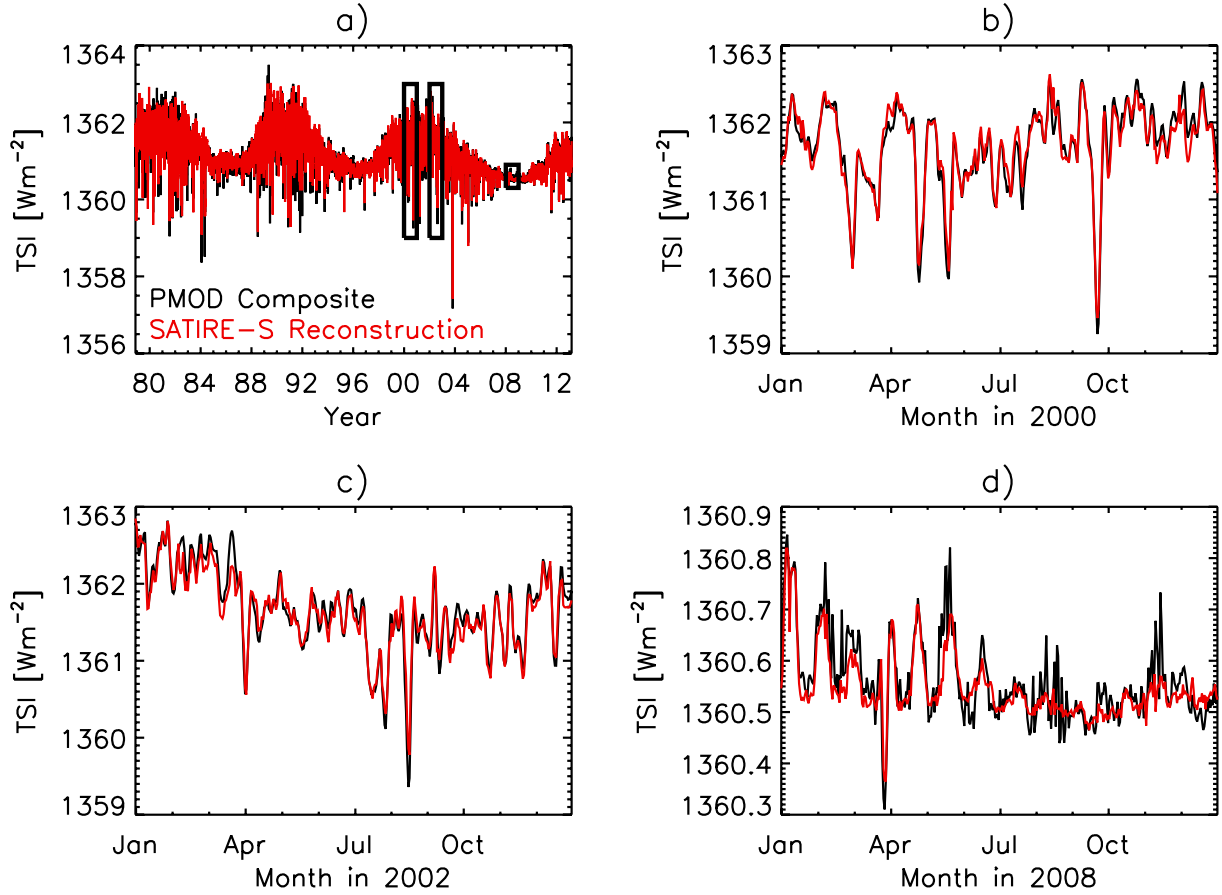 a)
1364
1362
1360
1358
1357
1356
TSI [Wm−2]
PMOD Composite
SATIRE−S Reconstruction
80 84 88 92 96 00 04 08 12
Year
b)
1363
1362
1361
1360
1359
TSI [Wm−2]
Jan Apr Jul Oct
Month in 2000
c)
1363
1362
1361
1360
1359
TSI [Wm−2]
Jan Apr Jul Oct
Month in 2002
d)
1360.9
1360.8
1360.7
1360.6
1360.5
1360.4
1360.3
TSI [Wm−2]
Jan Apr Jul Oct
Month in 2008